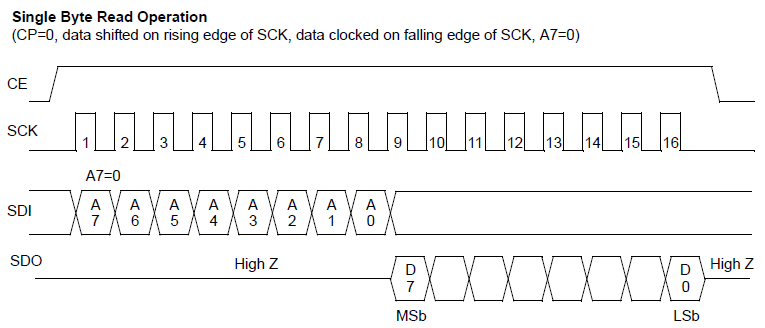 Single Byte Read Operation
(CP=0, data shifted on rising edge of SCK, data clocked on falling edge of SCK, A7=0)
CE
SCK
1 2 3 4 5 6 7 8 9 10 11 12 13 14 15 16
A7=0
SDI
A A A A A A A A
7 6 5 4 3 2 1 0
SDO
High Z
D D
7 0
High Z
MSb LSb